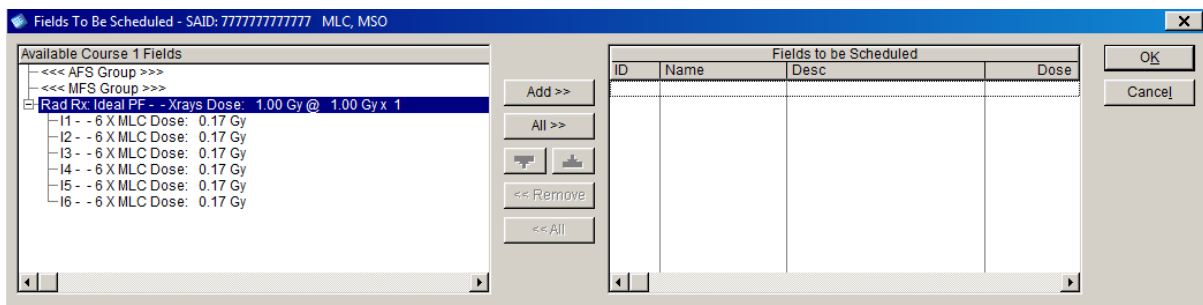 Fields To Be Scheduled - SAID: 7777777777777 MLC, MSO
Available Course 1 Fields
<<< AFS Group >>>
<<< MFS Group >>>
Rad Rx: Ideal PF - - Xrays Dose: 1.00 Gy @ 1.00 Gy x 1
I1 - - 6 X MLC Dose: 0.17 Gy
I2 - - 6 X MLC Dose: 0.17 Gy
I3 - - 6 X MLC Dose: 0.17 Gy
I4 - - 6 X MLC Dose: 0.17 Gy
I5 - - 6 X MLC Dose: 0.17 Gy
I6 - - 6 X MLC Dose: 0.17 Gy
Add >>
All >>
<< Remove
<< All
Fields to be Scheduled
ID Name Desc Dose
OK
Cancel